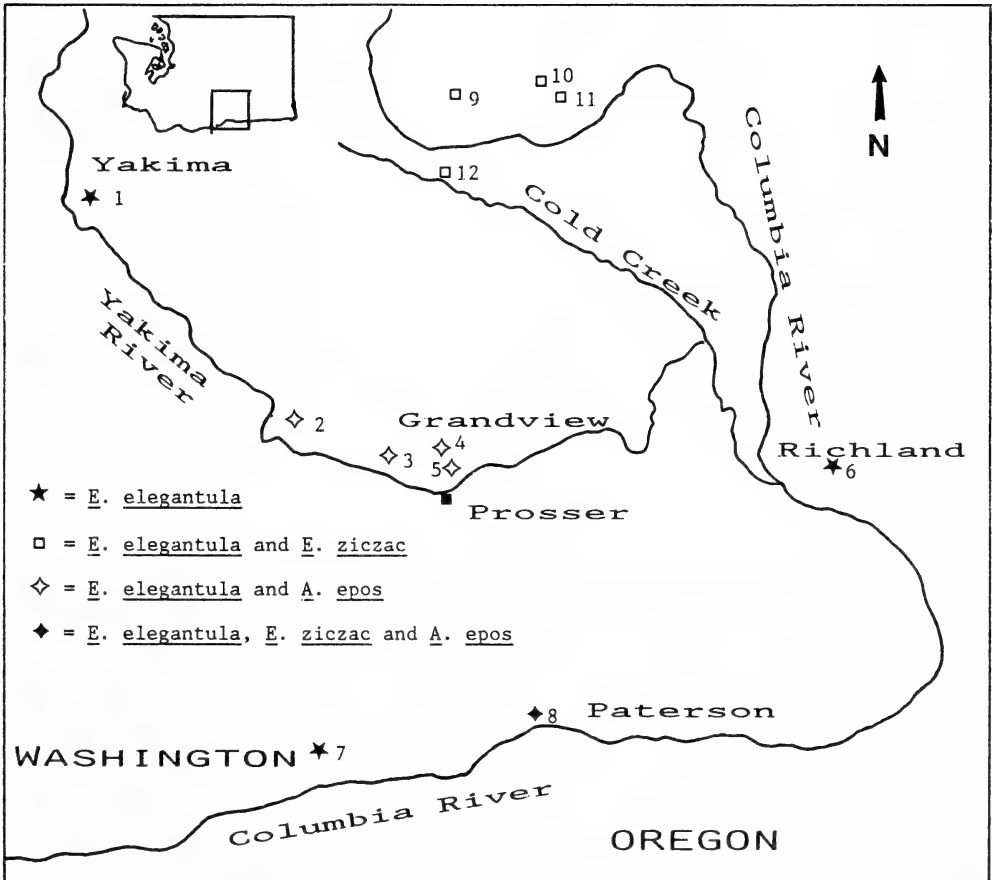 10
9
11
N
Yakima
12
1
Cold Creek
Columbia River
Yakima
River
2
Grandview
4
3
5
Richland
6
★ = E. elegantula
Prosser
□ = E. elegantula and E. ziczac
✧ = E. elegantula and A. epos
✦ = E. elegantula, E. ziczac and A. epos
8
Paterson
WASHINGTON
7
Columbia River
OREGON